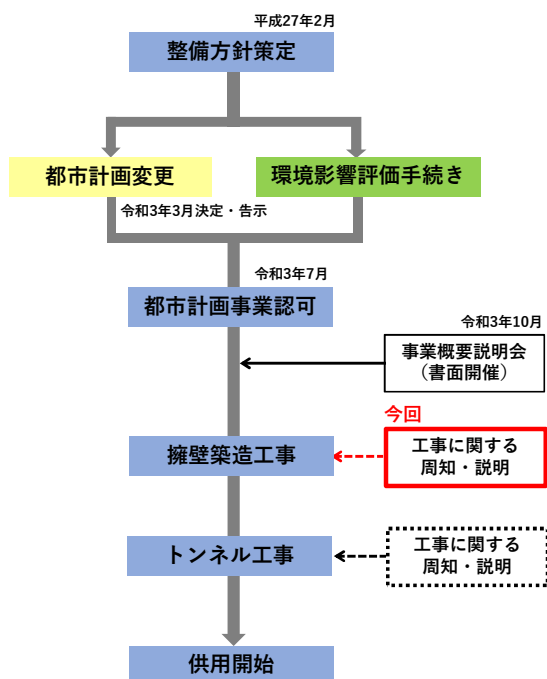 平成27年2月
整備方針策定
都市計画変更
環境影響評価手続き
令和3年3月決定・告示
令和3年7月
都市計画事業認可
令和3年10月
事業概要説明会
（書面開催）
今回
擁壁築造工事
工事に関する
周知・説明
トンネル工事
工事に関する
周知・説明
供用開始